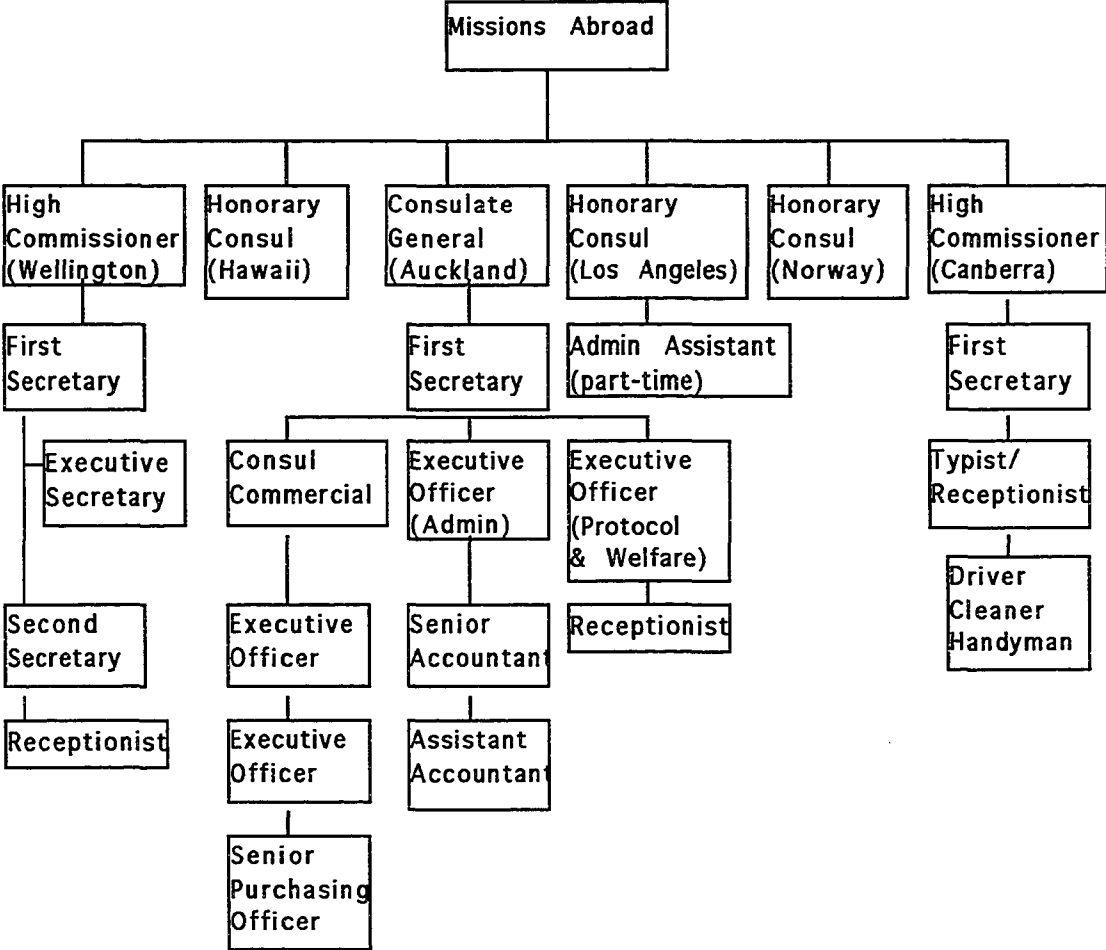 Missions Abroad
High
Commissioner
(Wellington)
Honorary
Consul
(Hawaii)
Consulate
General
(Auckland)
Honorary
Consul
(Los Angeles)
Honorary
Consul
(Norway)
High
Commissioner
(Canberra)
First
Secretary
First
Secretary
Admin Assistant
(part-time)
First
Secretary
Executive
Secretary
Consul
Commercial
Executive
Officer
(Admin)
Executive
Officer
(Protocol
& Welfare)
Typist/
Receptionist
Driver
Cleaner
Handyman
Second
Secretary
Executive
Officer
Senior
Accountant
Receptionist
Receptionist
Executive
Officer
Assistant
Accountant
Senior
Purchasing
Officer